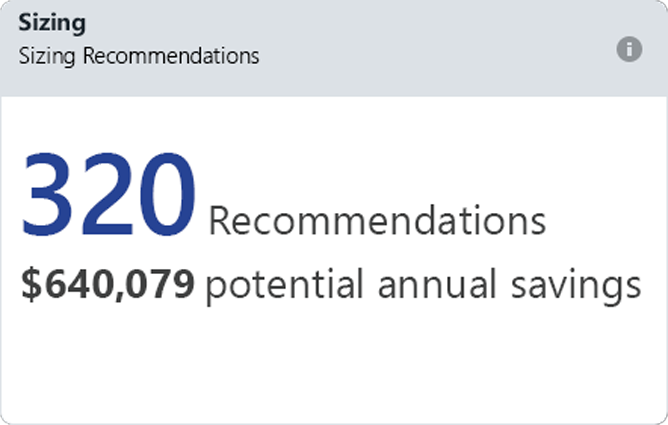 Sizing
Sizing Recommendations
320 Recommendations
$640,079 potential annual savings